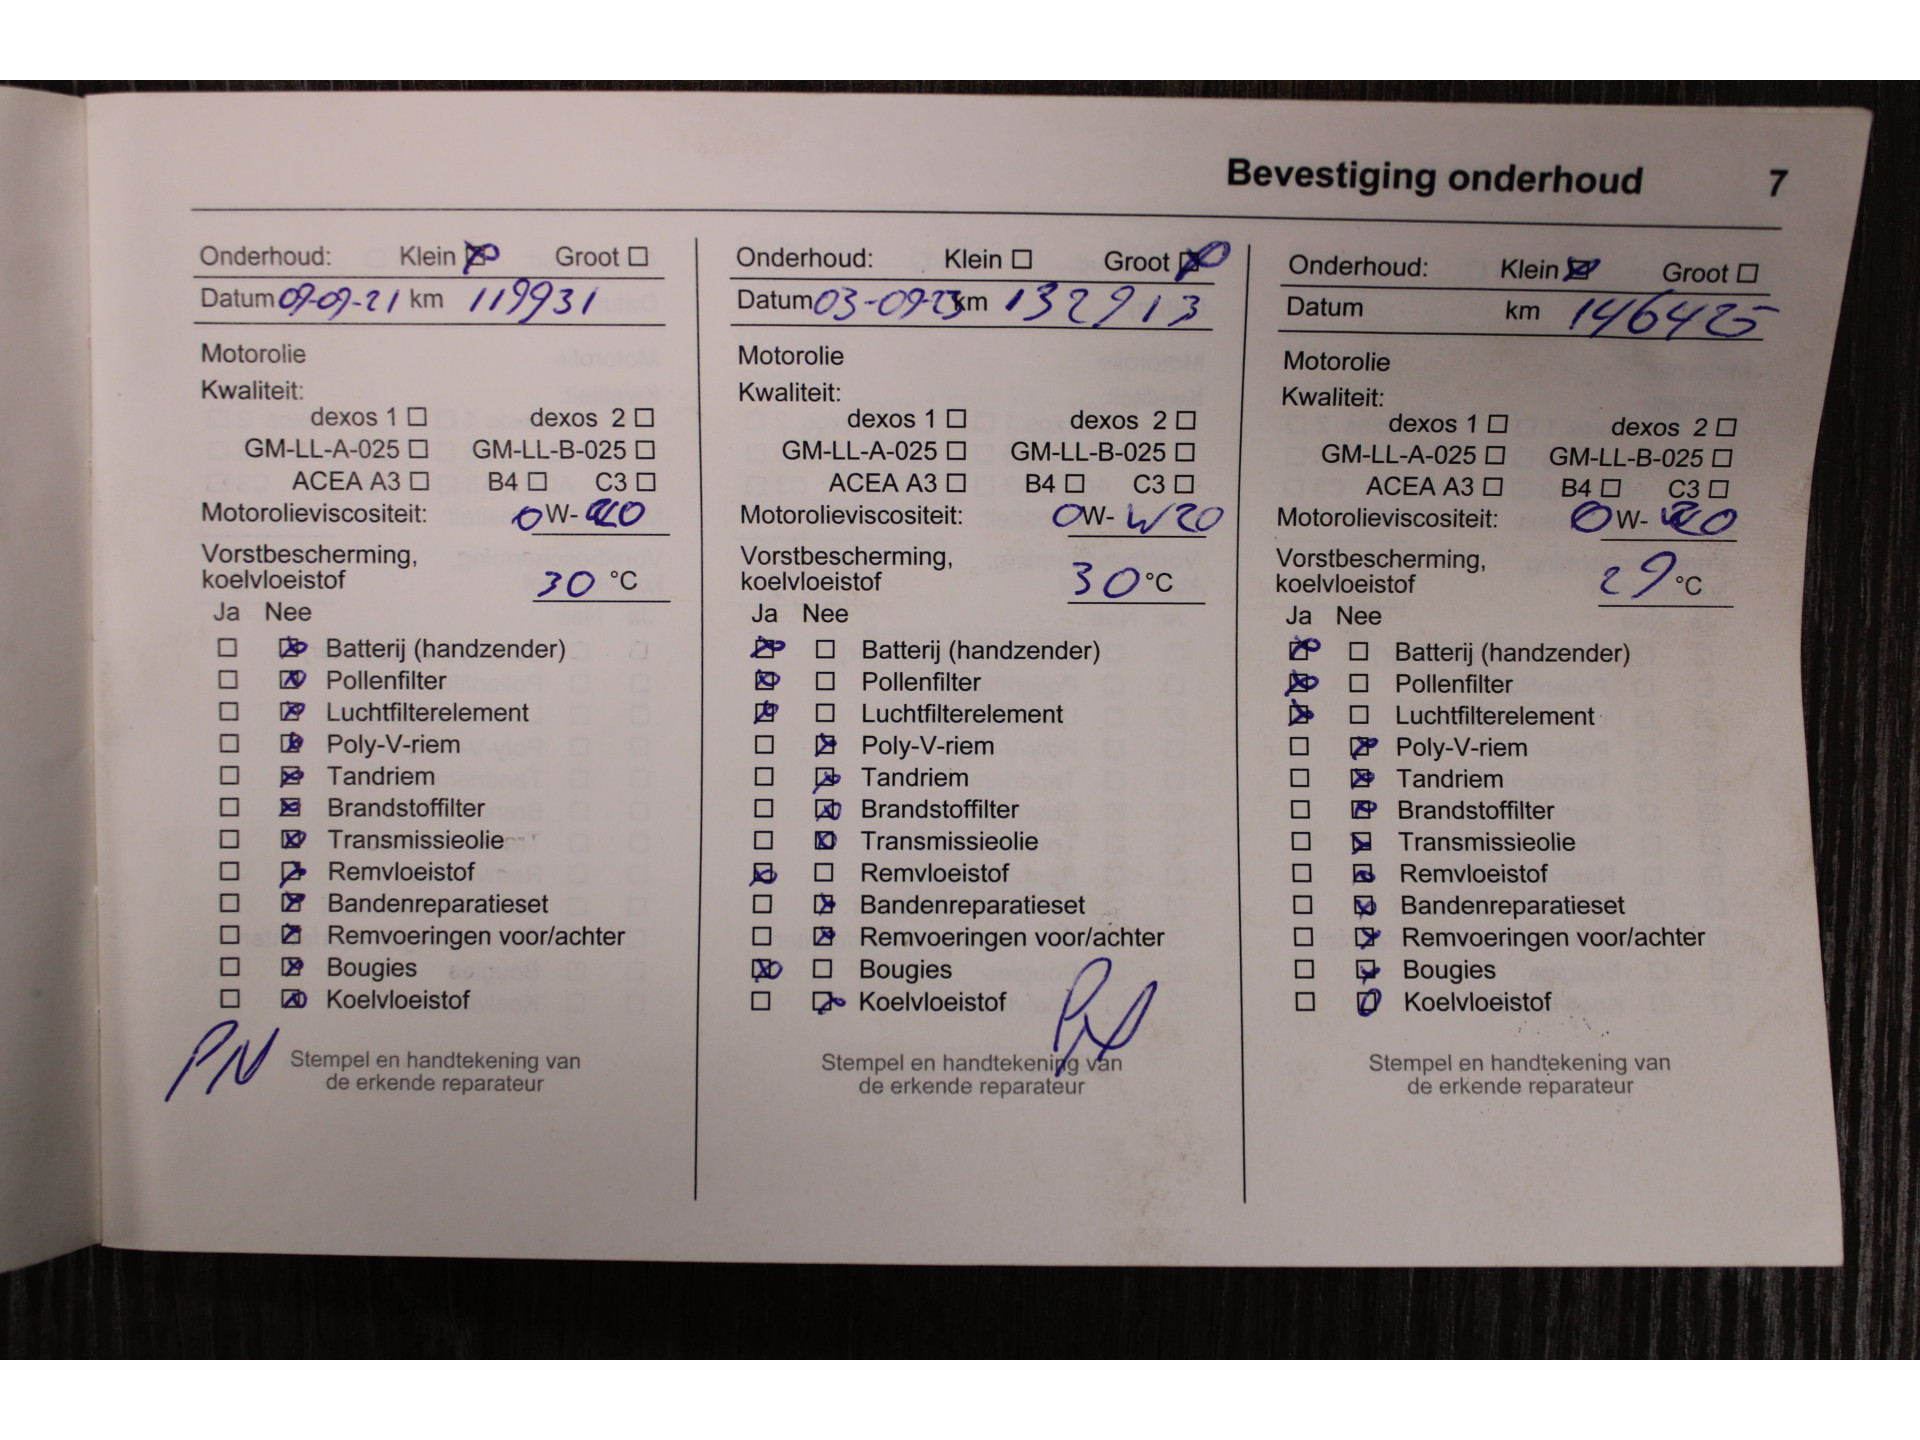 Bevestiging onderhoud 7
Onderhoud: Klein Groot
Datum 09-09-21 km 119931
Motorolie
Kwaliteit:
dexos 1 dexos 2
GM-LL-A-025 GM-LL-B-025
ACEA A3 B4 C3
Motorolieviscositeit: 0W-20
Vorstbescherming,
koelvloeistof 30 °C
Ja Nee
Batterij (handzender)
Pollenfilter
Luchtfilterelement
Poly-V-riem
Tandriem
Brandstoffilter
Transmissieolie
Remvloeistof
Bandenreparatieset
Remvoeringen voor/achter
Bougies
Koelvloeistof
PN
Stempel en handtekening van
de erkende reparateur
Onderhoud: Klein Groot
Datum 03-09-23 km 132913
Motorolie
Kwaliteit:
dexos 1 dexos 2
GM-LL-A-025 GM-LL-B-025
ACEA A3 B4 C3
Motorolieviscositeit: 0W- W20
Vorstbescherming,
koelvloeistof 30 °C
Ja Nee
Batterij (handzender)
Pollenfilter
Luchtfilterelement
Poly-V-riem
Tandriem
Brandstoffilter
Transmissieolie
Remvloeistof
Bandenreparatieset
Remvoeringen voor/achter
Bougies
Koelvloeistof
Stempel en handtekening van
de erkende reparateur
Onderhoud: Klein Groot
Datum km 146425
Motorolie
Kwaliteit:
dexos 1 dexos 2
GM-LL-A-025 GM-LL-B-025
ACEA A3 B4 C3
Motorolieviscositeit: 0W-20
Vorstbescherming,
koelvloeistof 29 °C
Ja Nee
Batterij (handzender)
Pollenfilter
Luchtfilterelement
Poly-V-riem
Tandriem
Brandstoffilter
Transmissieolie
Remvloeistof
Bandenreparatieset
Remvoeringen voor/achter
Bougies
Koelvloeistof
Stempel en handtekening van
de erkende reparateur